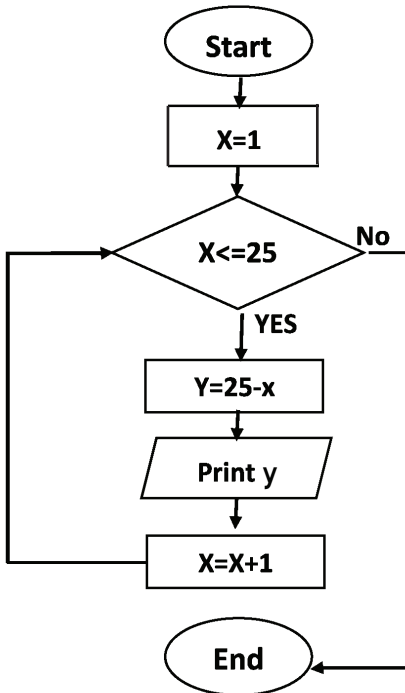 Start
X=1
X<=25
No
YES
Y=25-x
Print y
X=X+1
End